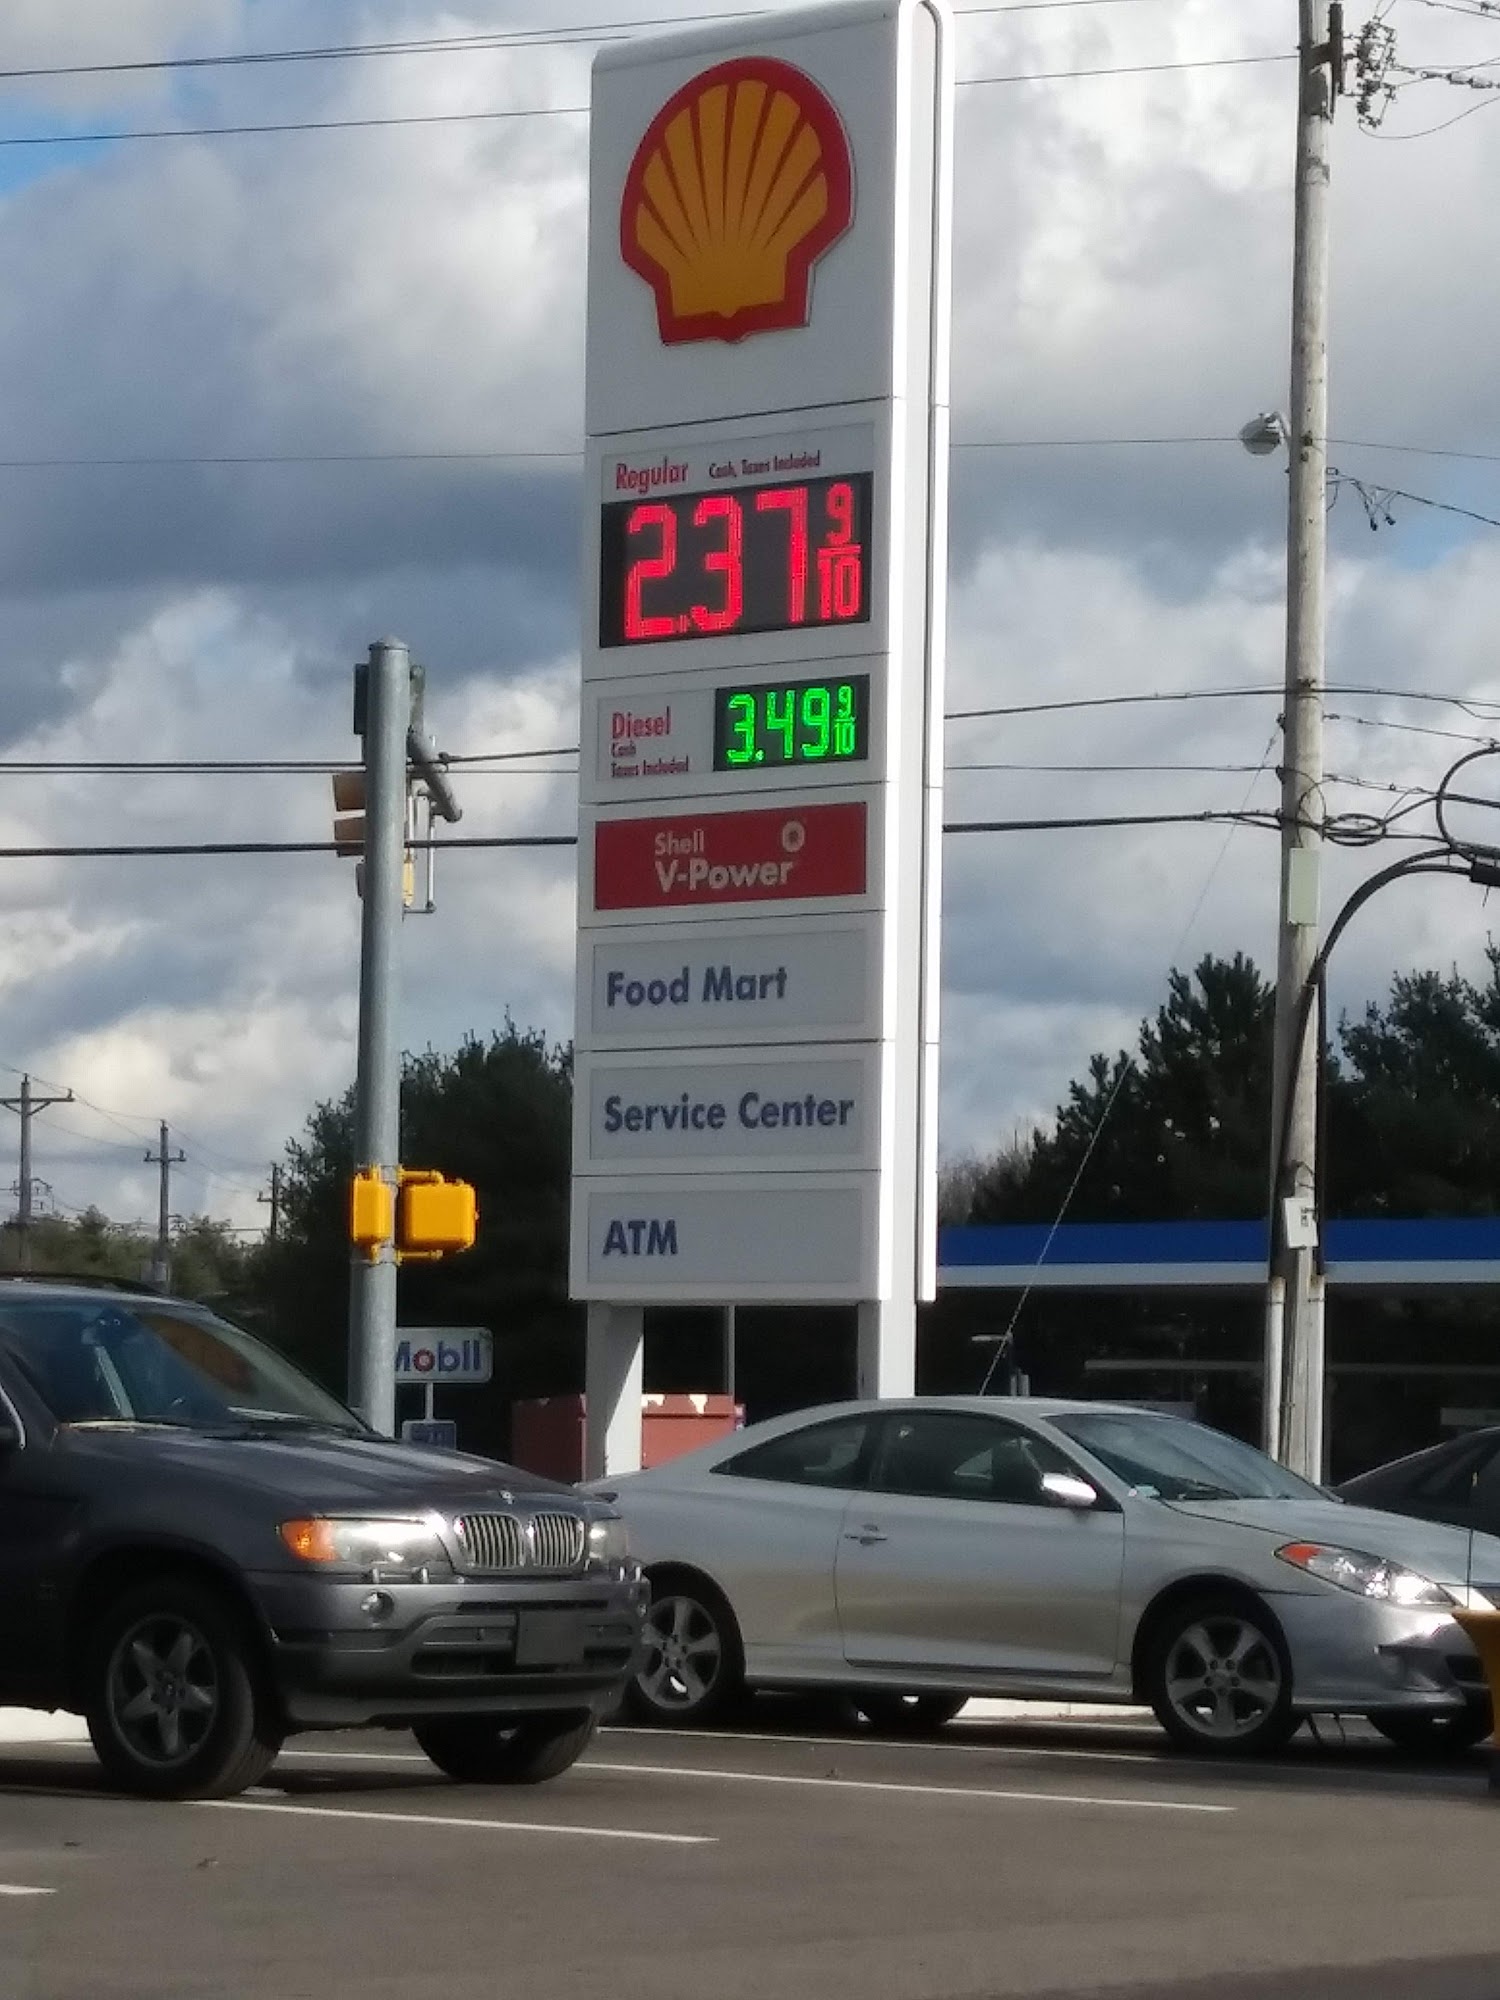 Regular Cash, Taxes Included
2.37 9/10
Diesel
Cash
Taxes Included
3.49 9/10
Shell
V-Power
Food Mart
Service Center
ATM
Mobil